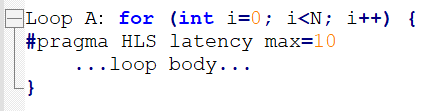 Loop A: for (int i=0; i<N; i++) {
#pragma HLS latency max=10
    ...loop body...
}